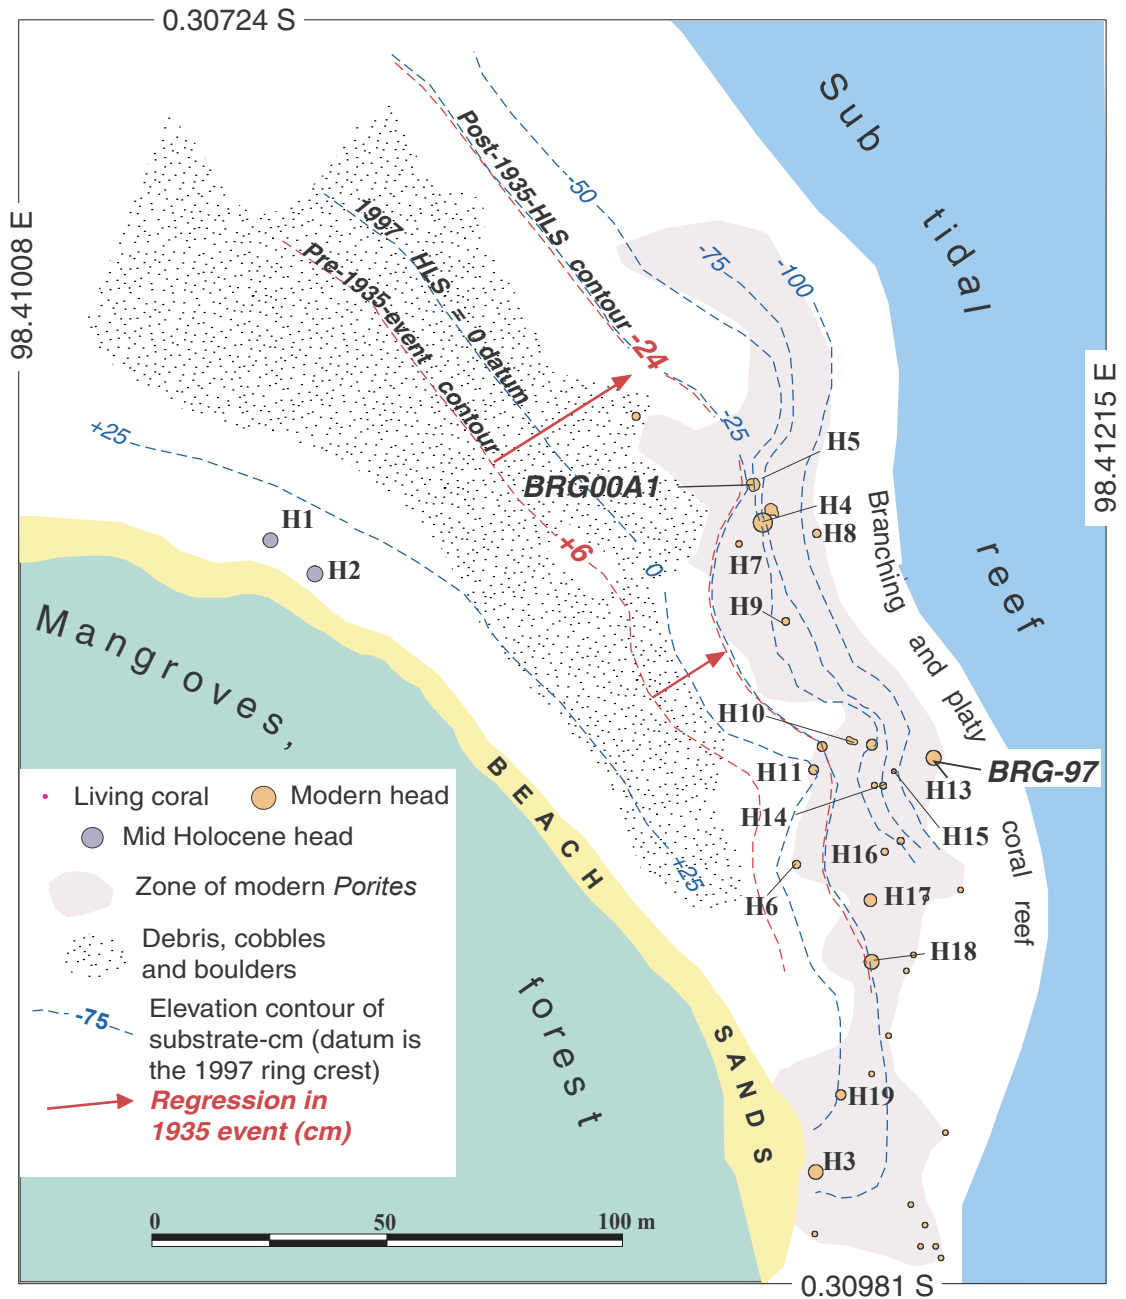 0.30724 S
98.41008 E
98.41215 E
0.30981 S
Sub tidal reef
Post-1935-HLS contour -24
-50
1997 HLS = 0 datum
Pre-1935-event contour
-75
-100
-25
+25
H5
BRG00A1
H4
H8
H7
H1
H2
+6
0
H9
Branching and platy coral reef
Mangroves, forest
H10
H11
BRG-97
H13
H14
H15
H16
+25
H6
H17
H18
H19
H3
BEACH SANDS
Living coral
Modern head
Mid Holocene head
Zone of modern Porites
Debris, cobbles
and boulders
-75
Elevation contour of
substrate-cm (datum is
the 1997 ring crest)
Regression in
1935 event (cm)
0 50 100 m